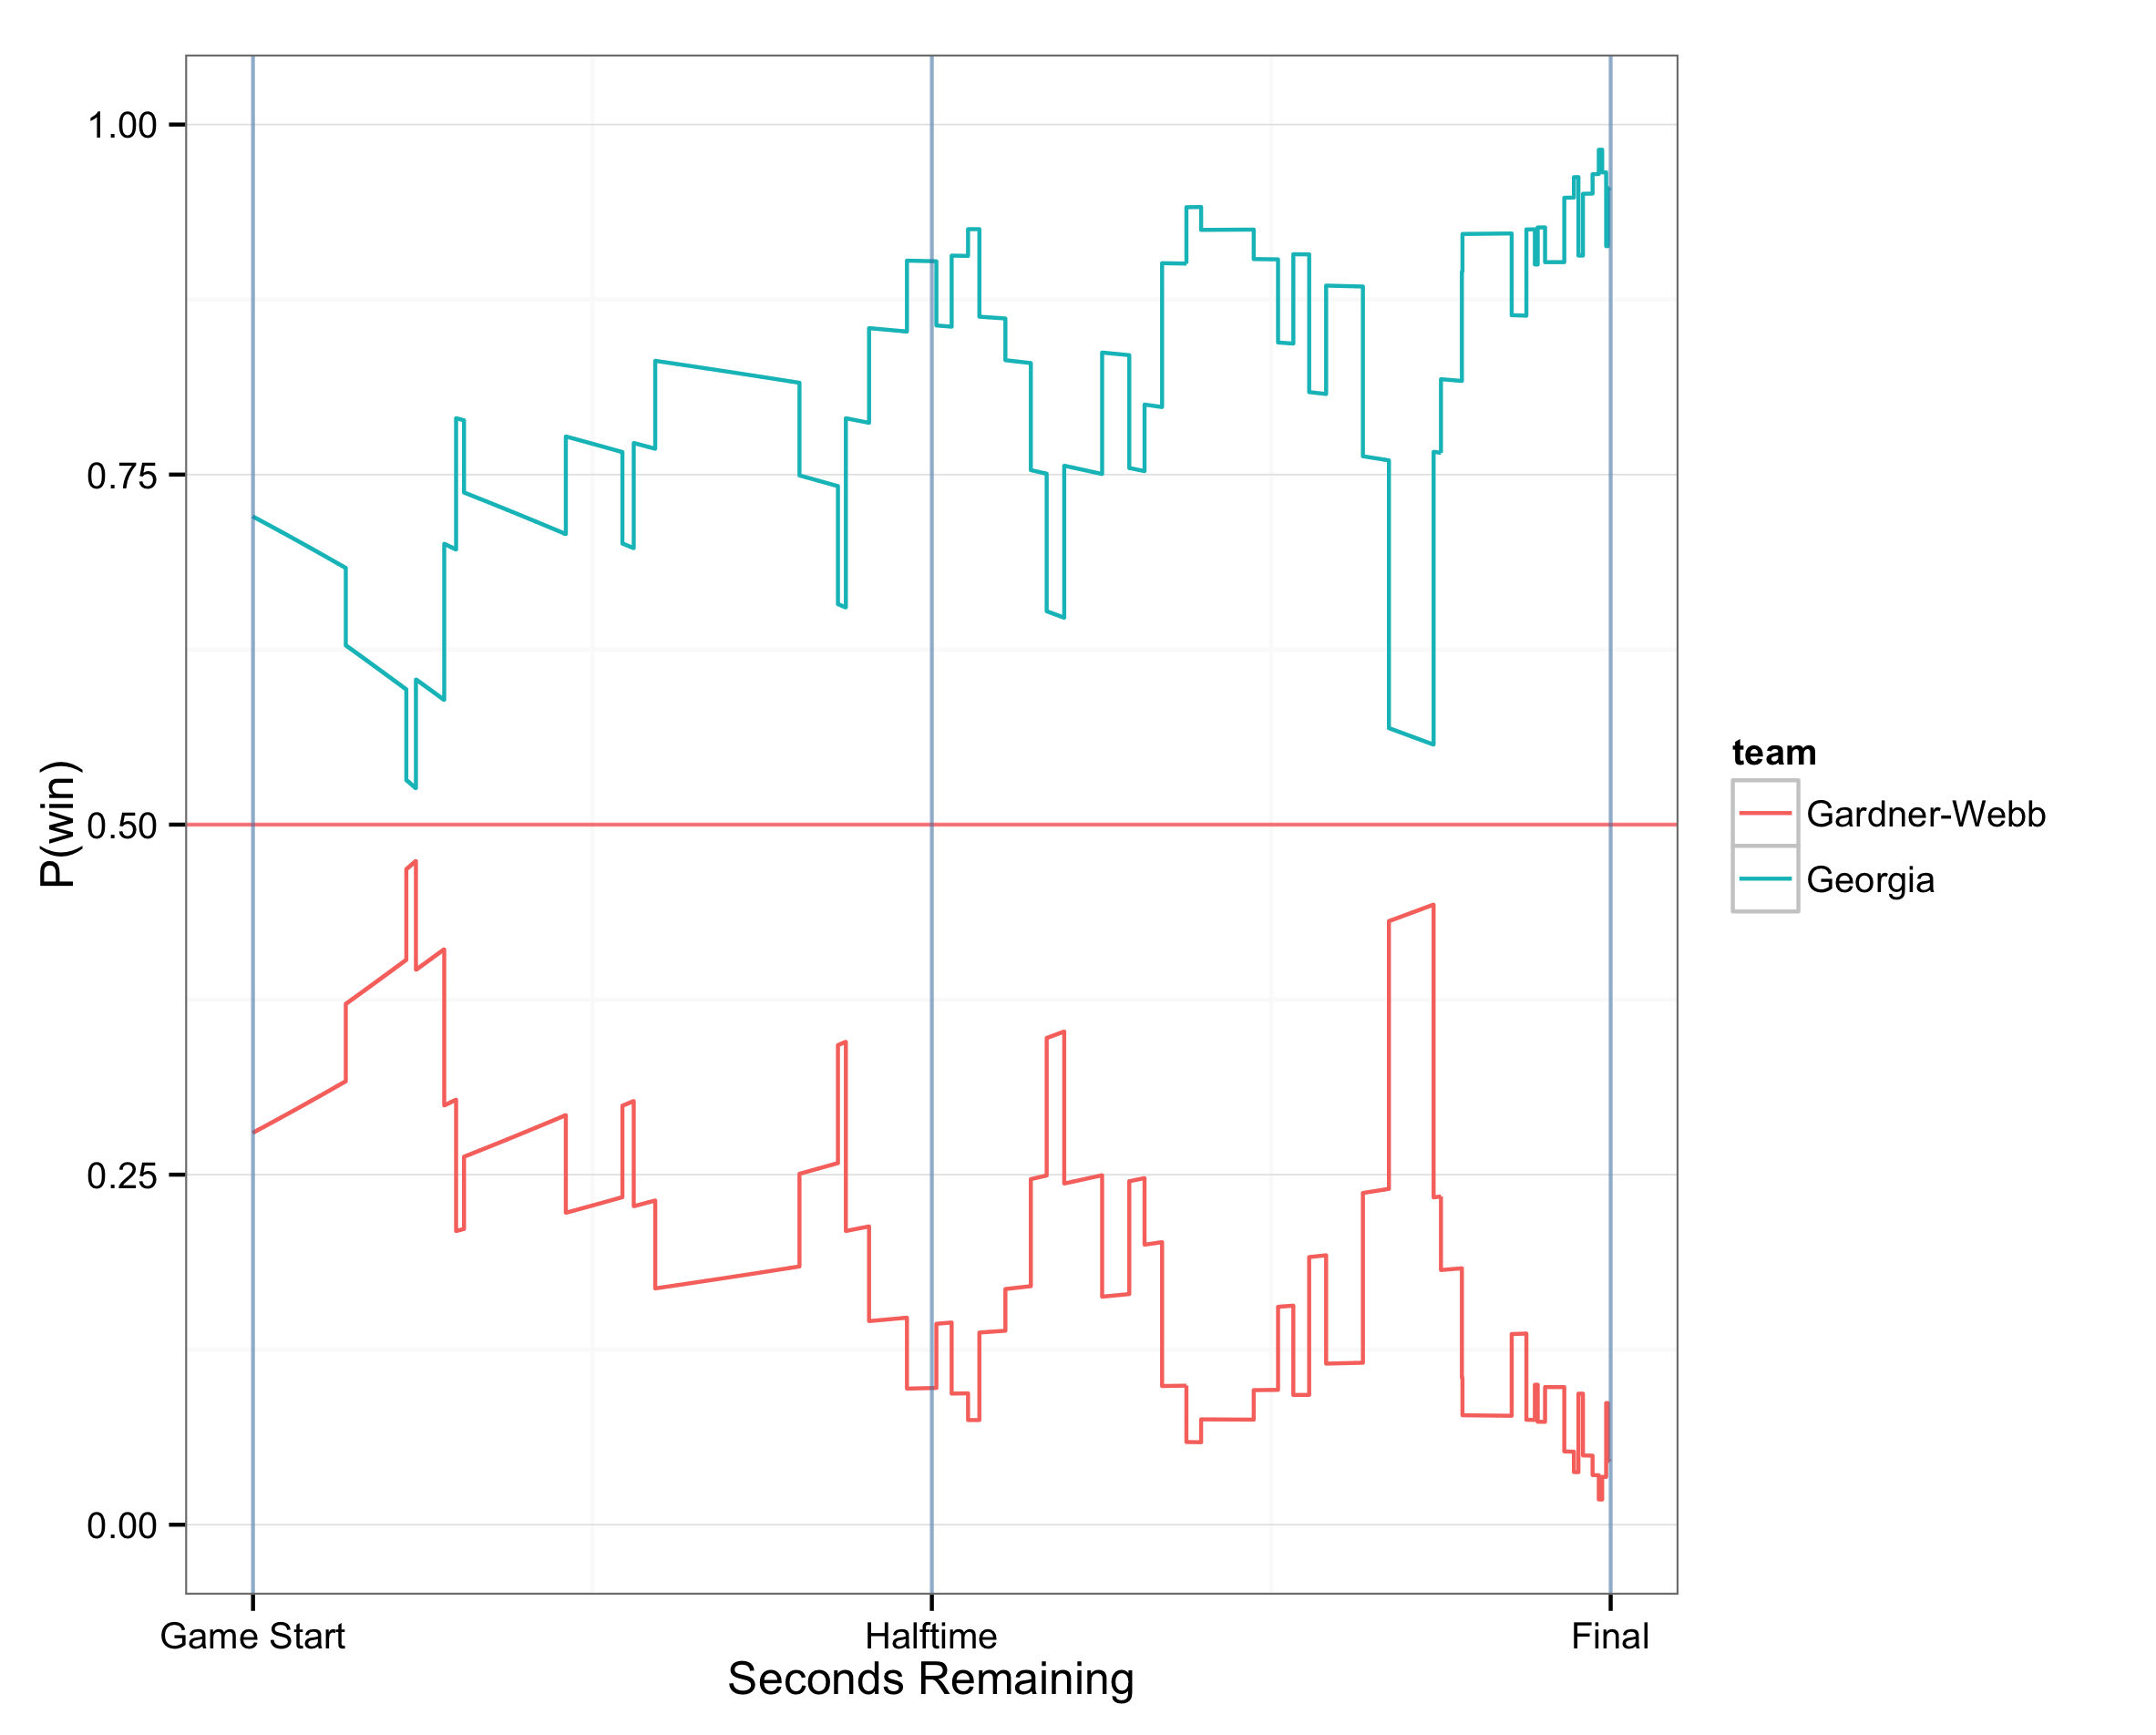 P(win)
1.00
0.75
0.50
0.25
0.00
Game Start
Halftime
Final
Seconds Remaining
team
Gardner-Webb
Georgia